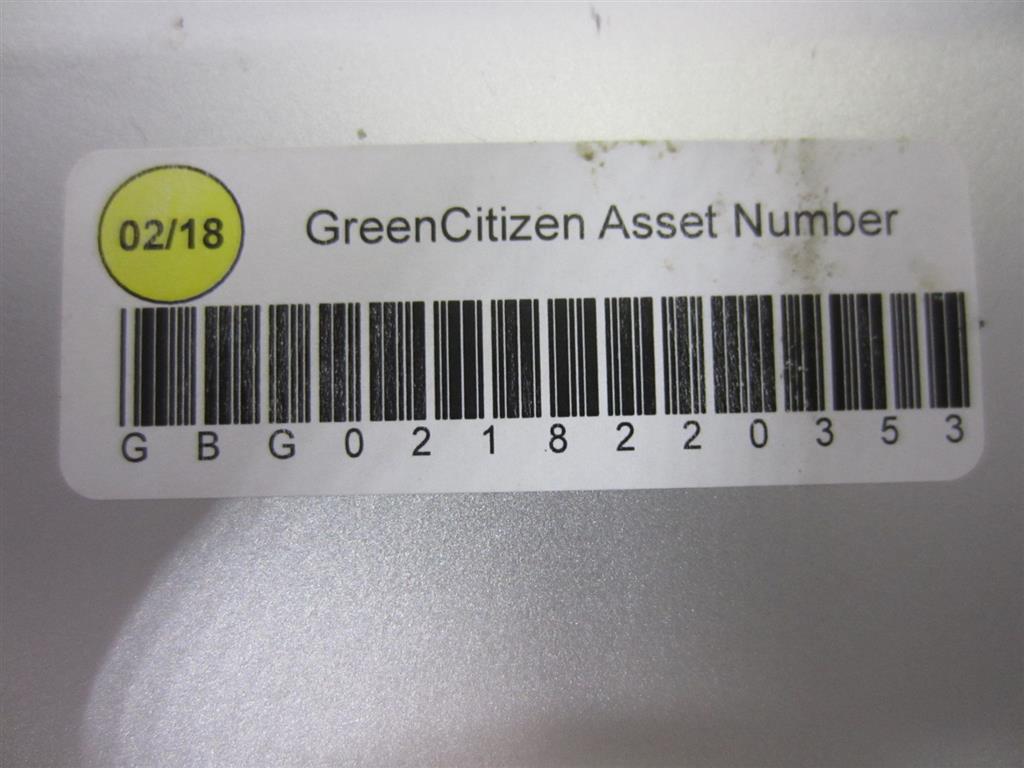 02/18
GreenCitizen Asset Number
GBG0218220353